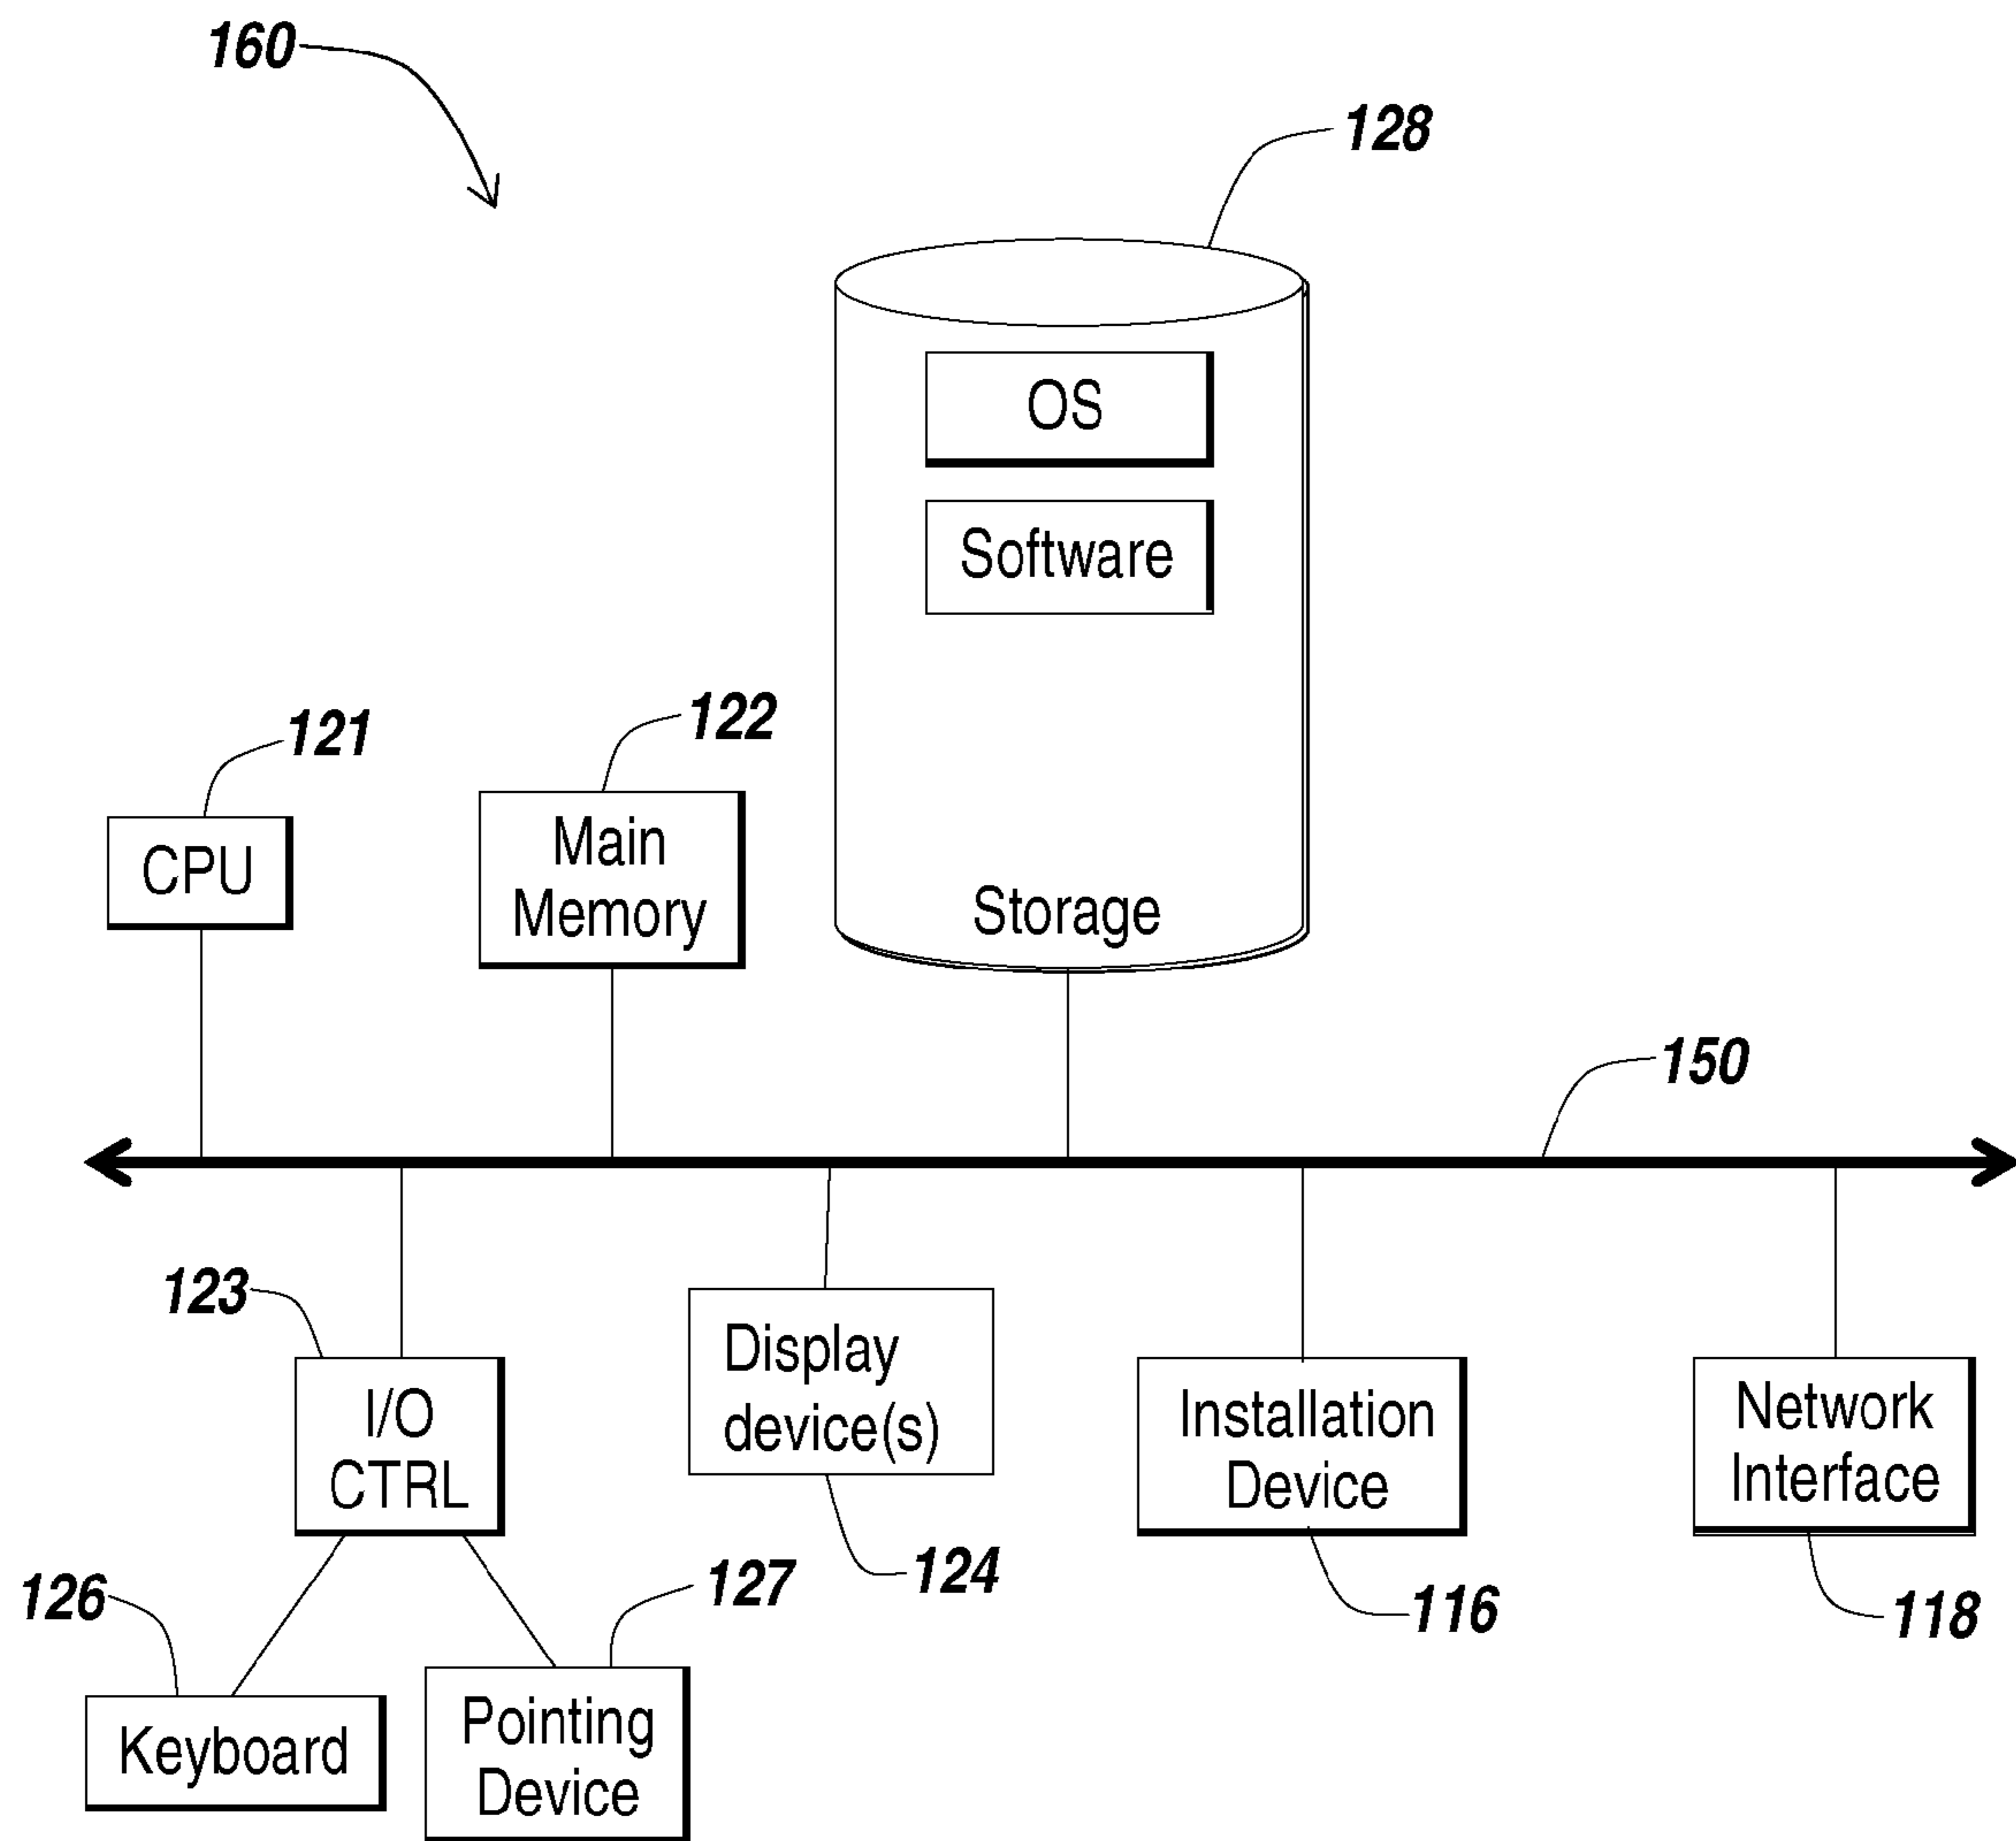 160
128
OS
Software
122
121
Main
Memory
CPU
Storage
150
123
Display
device(s)
I/O
CTRL
Installation
Device
Network
Interface
124
127
126
116
118
Pointing
Device
Keyboard